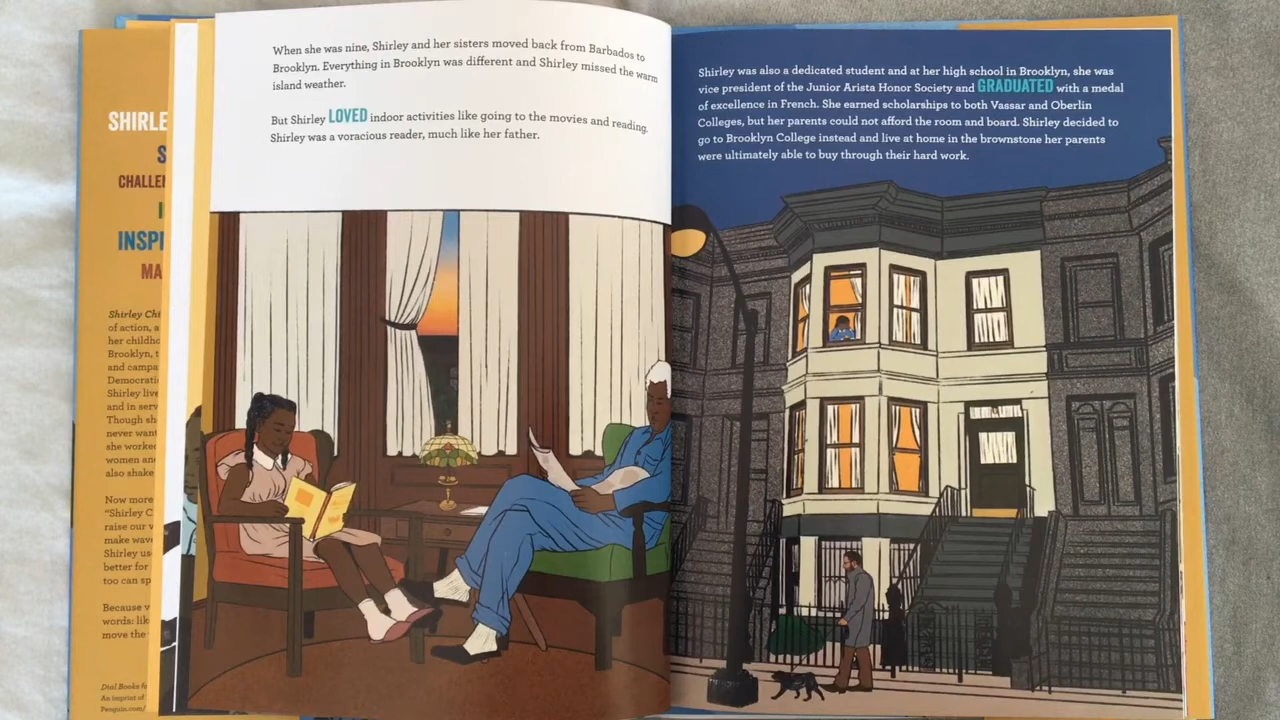 SHIRLE
S
CHALLEN
I
INSPI
MA
Shirley Chi
of action, a
her childho
Brooklyn, t
and campa
Democratic
Shirley live
and in serv
Though sh
never want
she worked
women and
also shake
Now more
"Shirley C
raise our v
make wave
Shirley us
better for
too can sp
Because v
words: lik
move the
Dial Books fo
An imprint of
Penguin.com/
When she was nine, Shirley and her sisters moved back from Barbados to
Brooklyn. Everything in Brooklyn was different and Shirley missed the warm
island weather.
But Shirley LOVED indoor activities like going to the movies and reading.
Shirley was a voracious reader, much like her father.
Shirley was also a dedicated student and at her high school in Brooklyn, she was
vice president of the Junior Arista Honor Society and GRADUATED with a medal
of excellence in French. She earned scholarships to both Vassar and Oberlin
Colleges, but her parents could not afford the room and board. Shirley decided to
go to Brooklyn College instead and live at home in the brownstone her parents
were ultimately able to buy through their hard work.